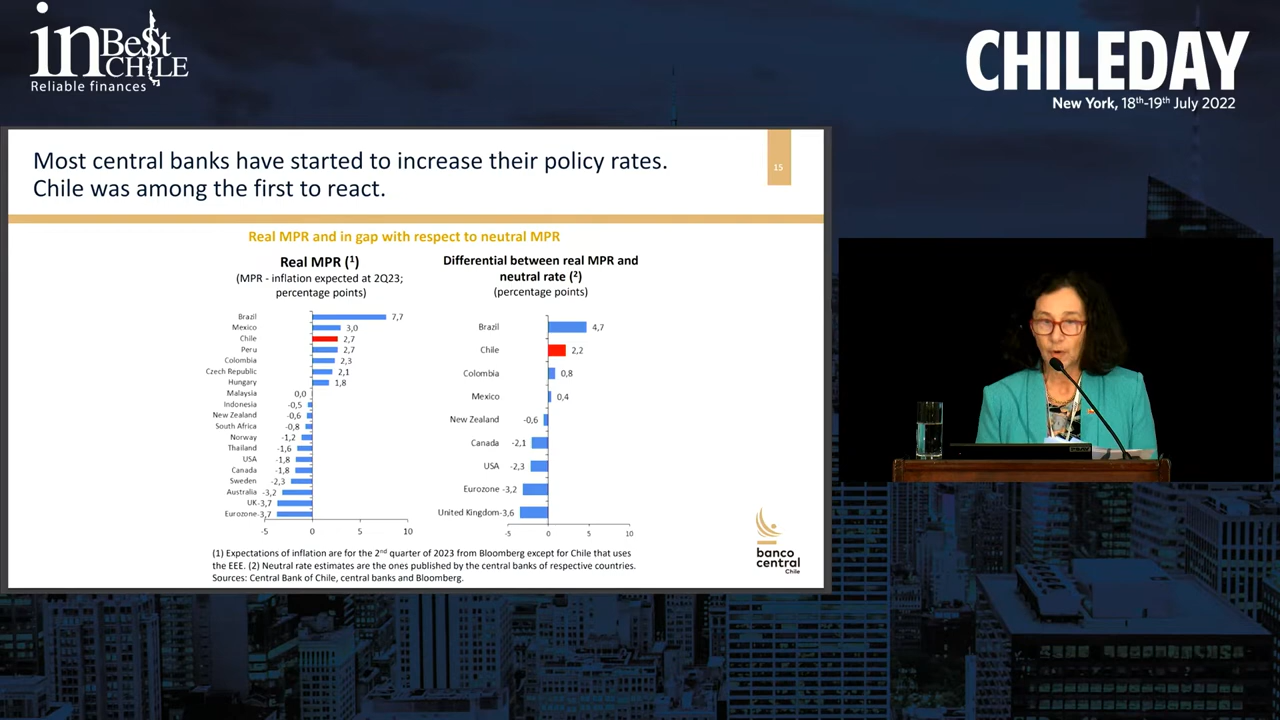 inBe$t
CHILE
Reliable finances
CHILEDAY
New York, 18th-19th July 2022
Most central banks have started to increase their policy rates.
Chile was among the first to react.
15
Real MPR and in gap with respect to neutral MPR
Real MPR (1)
(MPR - inflation expected at 2Q23;
percentage points)
Brazil 7,7
Mexico 3,0
Chile 2,7
Peru 2,7
Colombia 2,3
Czech Republic 2,1
Hungary 1,8
Malaysia 0,0
Indonesia -0,5
New Zealand -0,6
South Africa -0,8
Norway -1,2
Thailand -1,6
USA -1,8
Canada -1,8
Sweden -2,3
Australia -3,2
UK -3,7
Eurozone -3,7
-5 0 5 10
Differential between real MPR and
neutral rate (2)
(percentage points)
Brazil 4,7
Chile 2,2
Colombia 0,8
Mexico 0,4
New Zealand -0,6
Canada -2,1
USA -2,3
Eurozone -3,2
United Kingdom -3,6
-5 0 5 10
(1) Expectations of inflation are for the 2nd quarter of 2023 from Bloomberg except for Chile that uses
the EEE. (2) Neutral rate estimates are the ones published by the central banks of respective countries.
Sources: Central Bank of Chile, central banks and Bloomberg.
banco
central
Chile